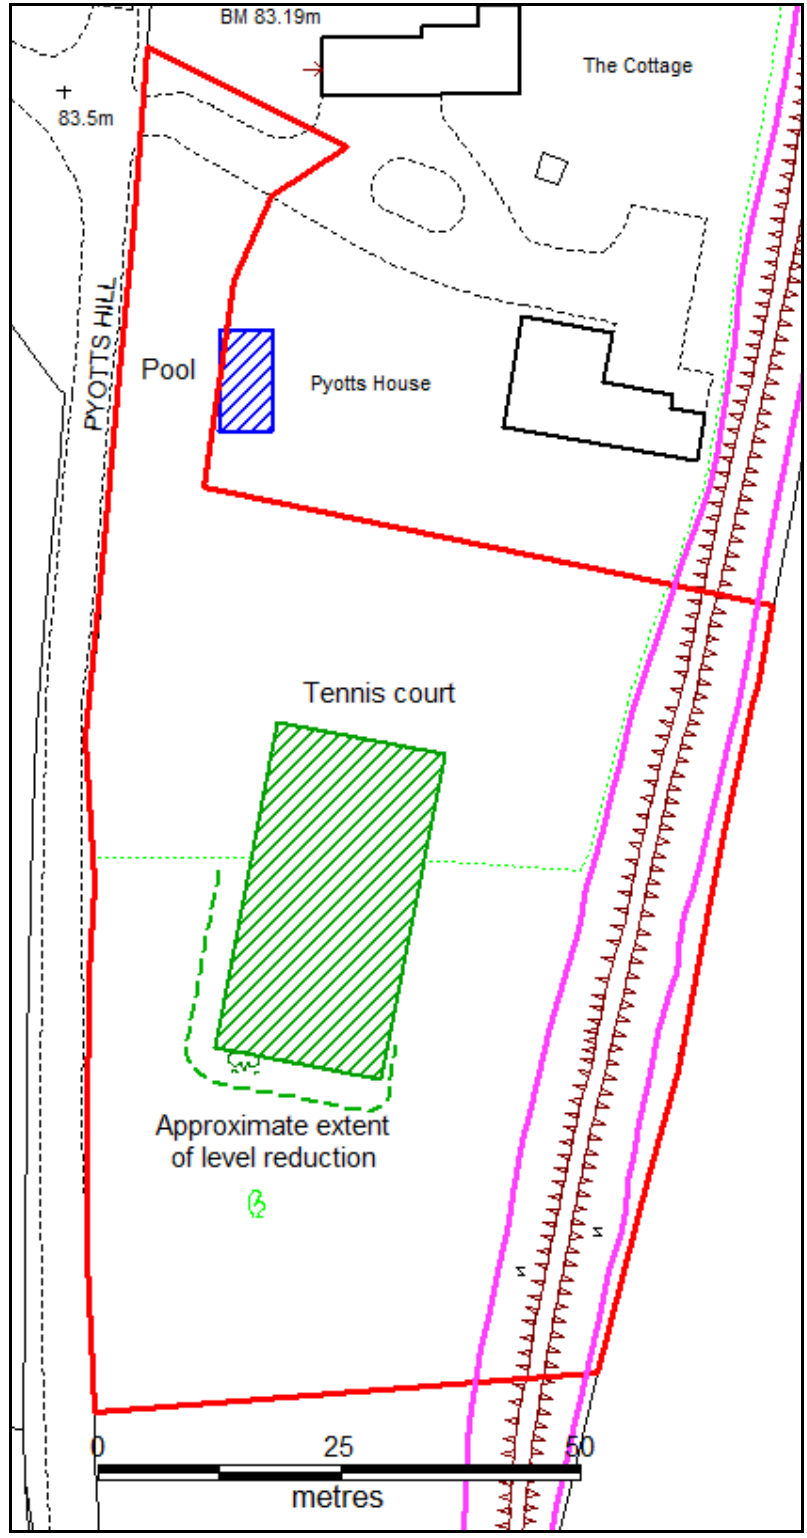 BM 83.19m
The Cottage
83.5m
PYOTTS HILL
Pool
Pyotts House
Tennis court
Approximate extent
of level reduction
0 25 50
metres